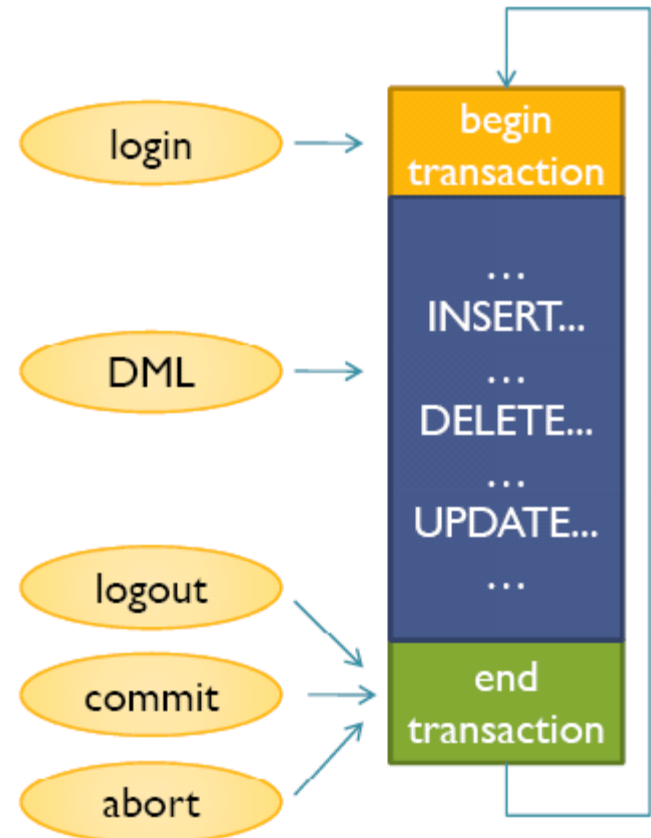 login
begin
transaction
DML
...
INSERT...
...
DELETE...
...
UPDATE...
...
logout
commit
abort
end
transaction